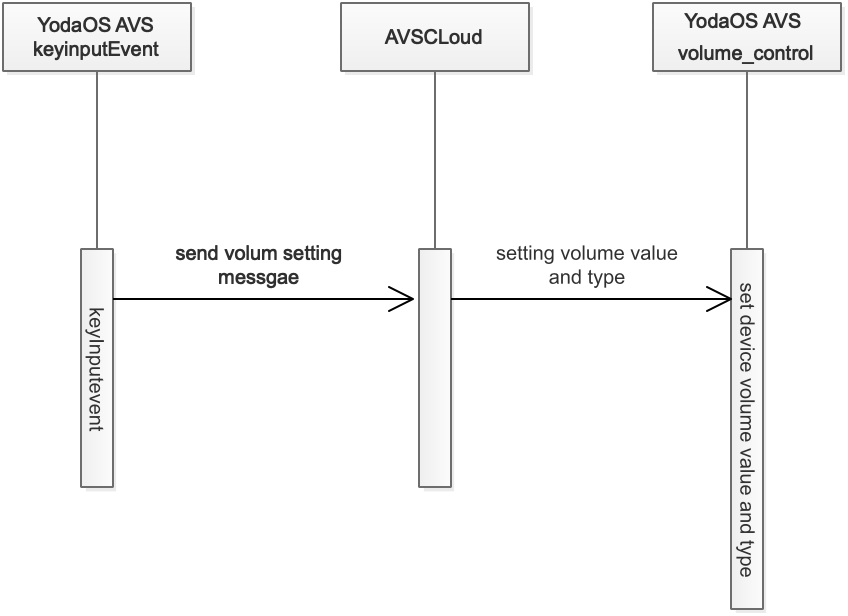 YodaOS AVS
keyinputEvent
AVSCLoud
YodaOS AVS
volume_control
send volum setting
messgae
setting volume value
and type
keyInputevent
set device volume value and type